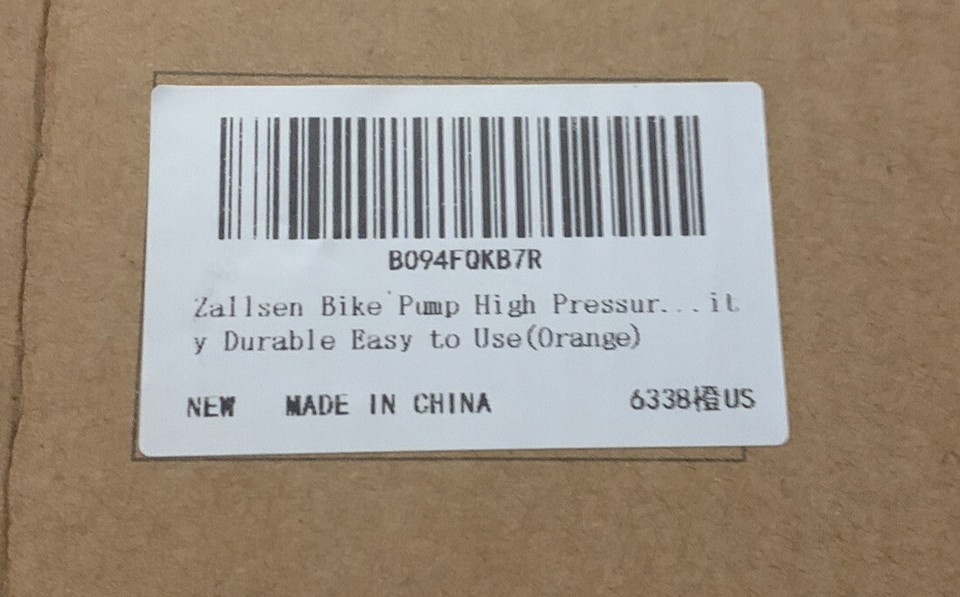 B094FQKB7R
Zallsen Bike Pump High Pressur...it
y Durable Easy to Use(Orange)
NEW MADE IN CHINA 6338橙US